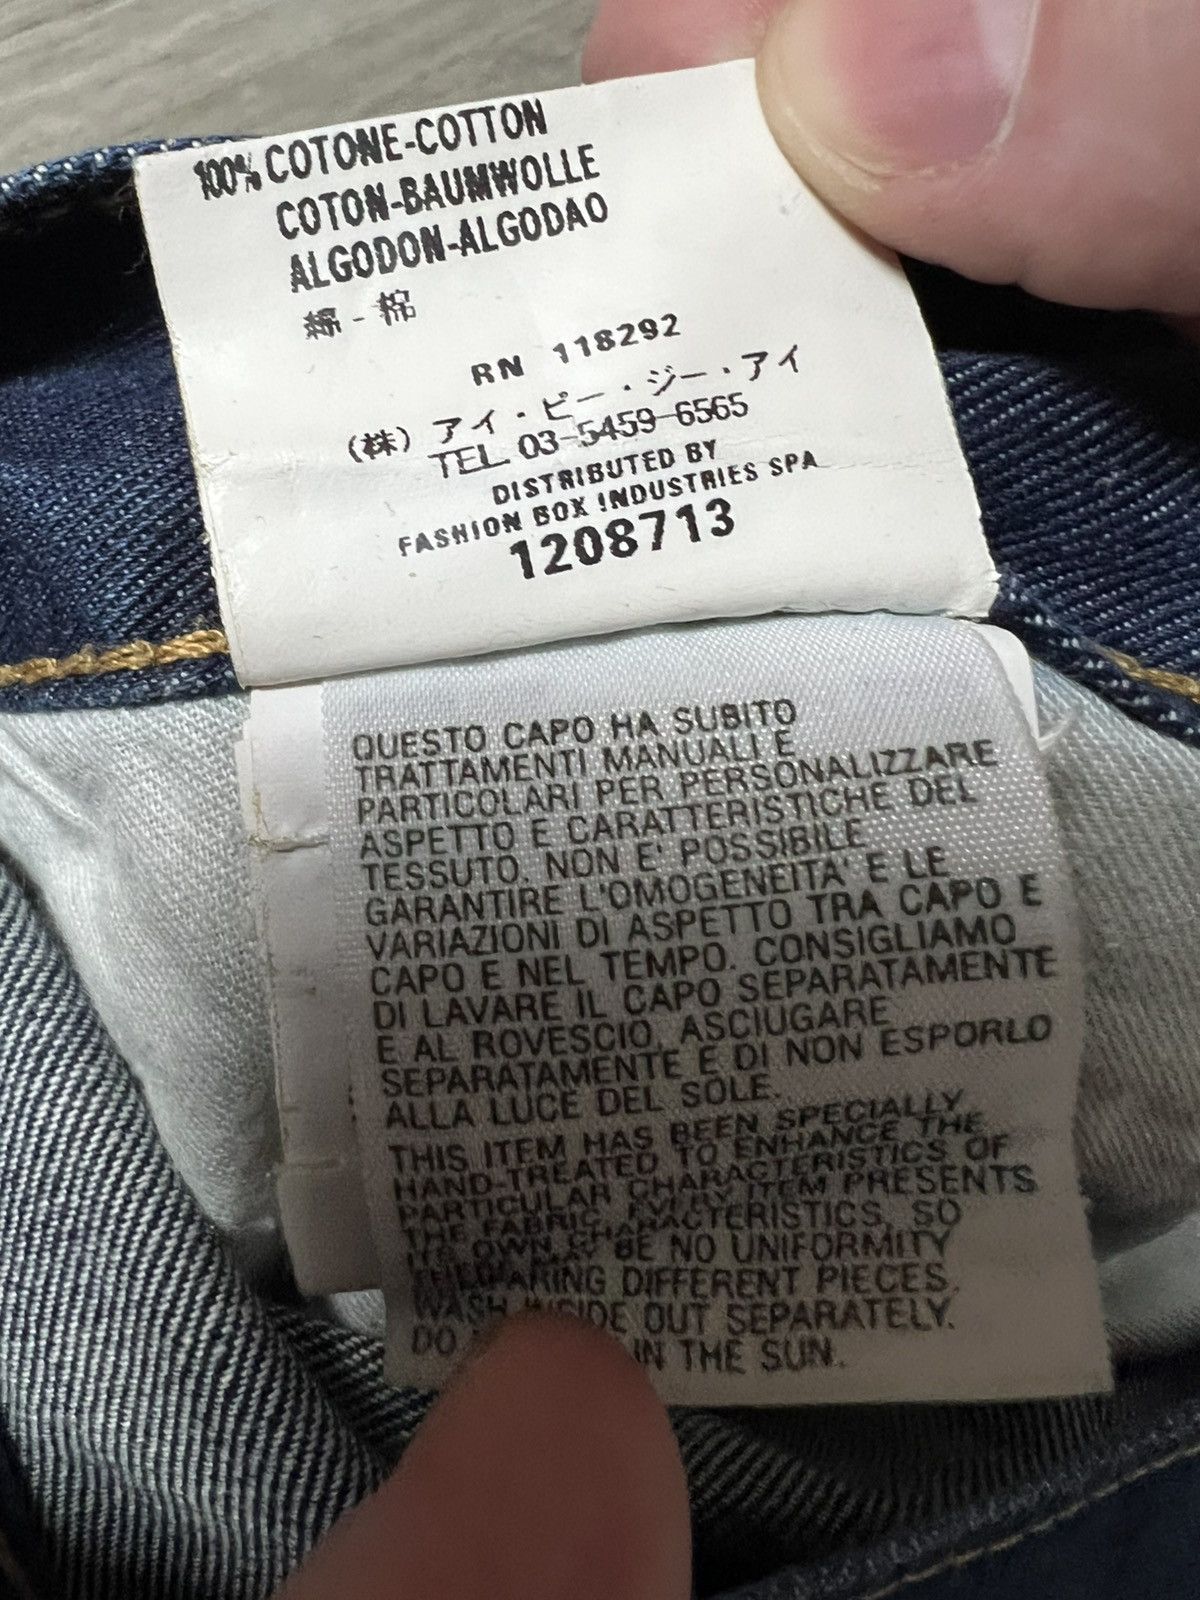 100% COTONE-COTTON
COTON-BAUMWOLLE
ALGODON-ALGODAO
綿 - 棉
RN 118292
(株) アイ・ピー・ジー・アイ
TEL 03-5459-6565
DISTRIBUTED BY
FASHION BOX INDUSTRIES SPA
1208713
QUESTO CAPO HA SUBITO
TRATTAMENTI MANUALI E
PARTICOLARI PER PERSONALIZZARE
ASPETTO E CARATTERISTICHE DEL
TESSUTO. NON E' POSSIBILE
GARANTIRE L'OMOGENEITA' E LE
VARIAZIONI DI ASPETTO TRA CAPO E
CAPO E NEL TEMPO. CONSIGLIAMO
DI LAVARE IL CAPO SEPARATAMENTE
E AL ROVESCIO, ASCIUGARE
SEPARATAMENTE E DI NON ESPORLO
ALLA LUCE DEL SOLE.
THIS ITEM HAS BEEN SPECIALLY
HAND-TREATED TO ENHANCE THE
PARTICULAR CHARACTERISTICS OF
THE FABRIC. EVERY ITEM PRESENTS
ITS OWN CHARACTERISTICS, SO
BE NO UNIFORMITY
DIFFERENT PIECES.
WASH INSIDE OUT SEPARATELY.
DO IN THE SUN.